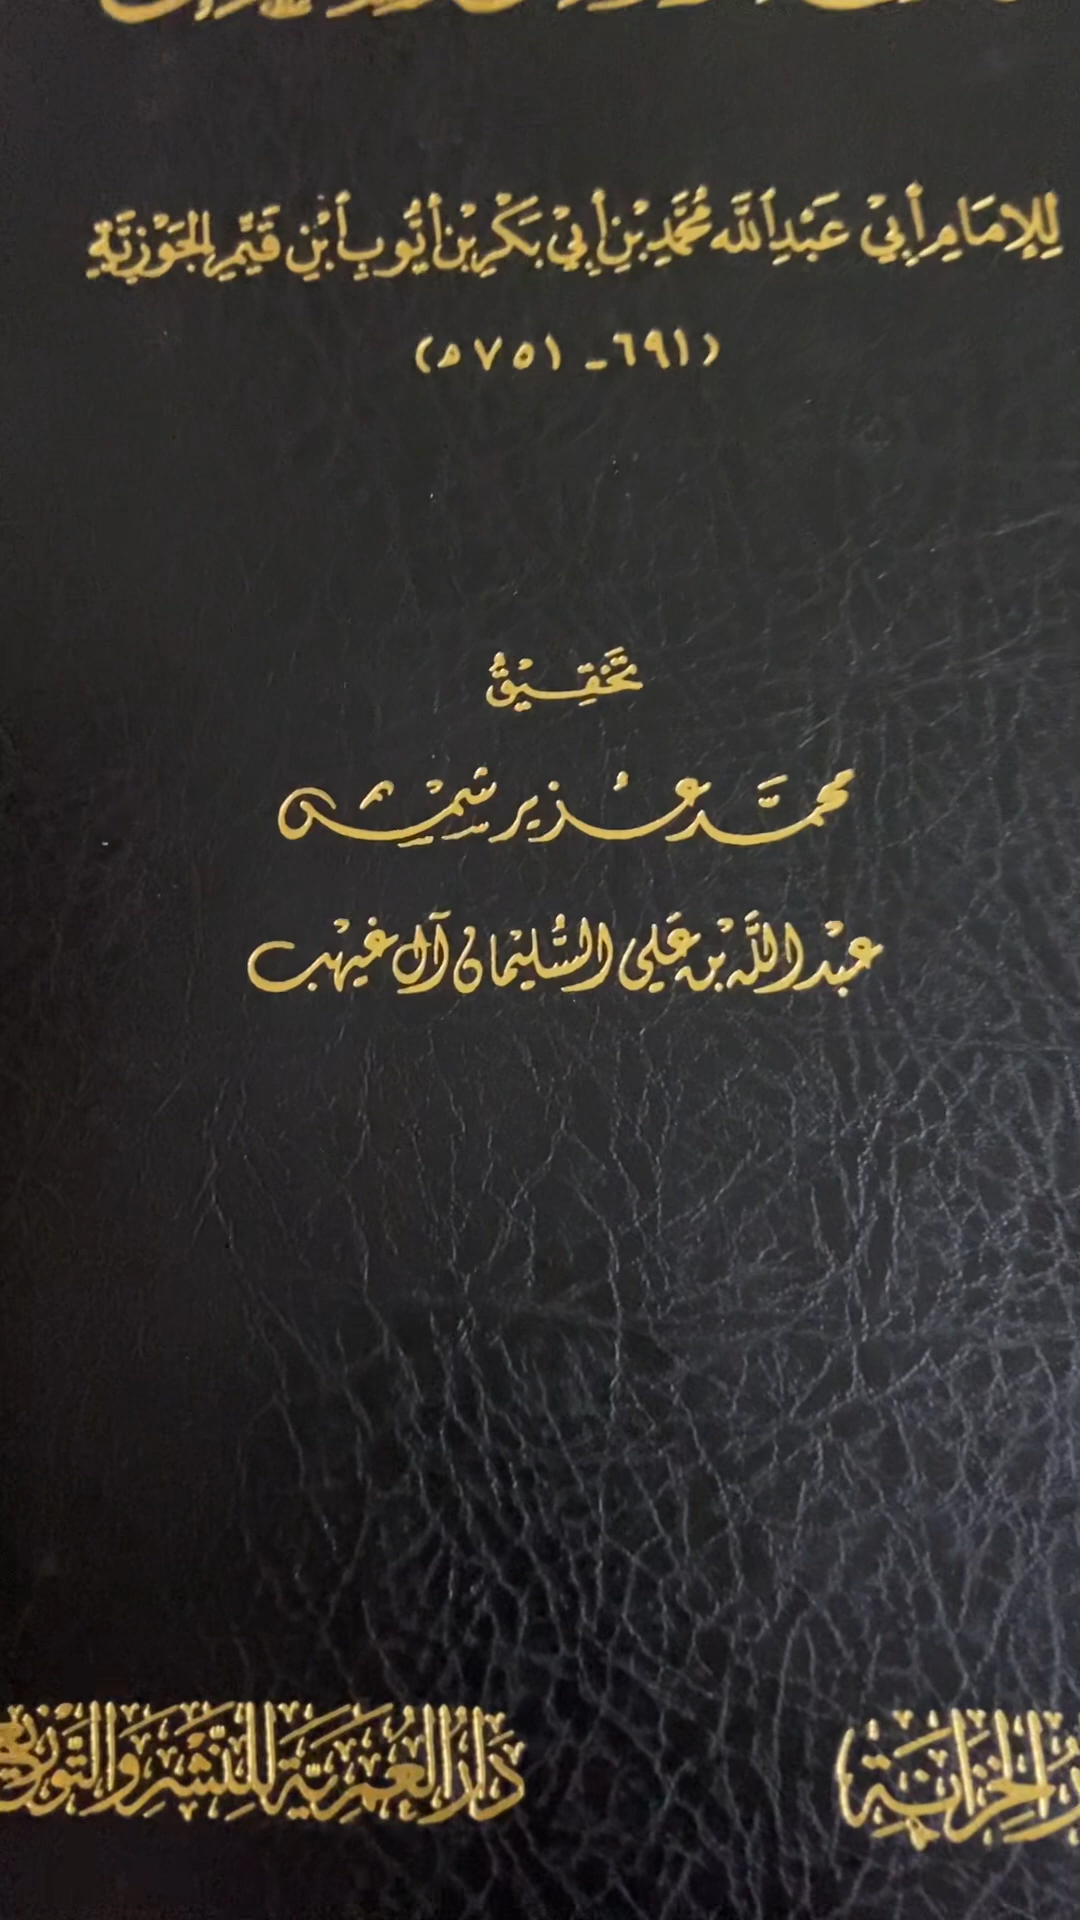 للإمام أبي عبد الله محمد بن أبي بكر بن أيوب ابن قيم الجوزية
(٦٩١ - ٧٥١ ه)
تحقيق
محمد عزير شمس
عبد الله بن علي السليمان آل غيهب
الخزانة
دار العمرية للنشر والتوزيع